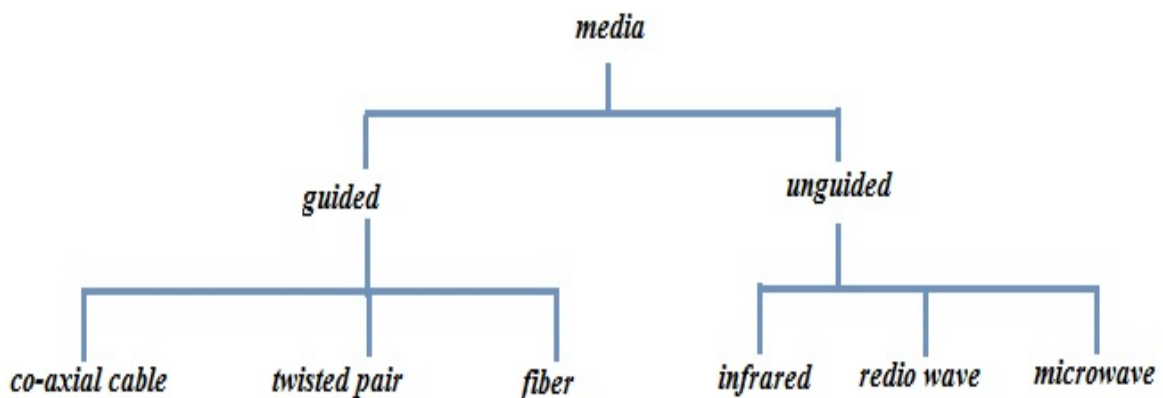 media
guided
unguided
co-axial cable
twisted pair
fiber
infrared
redio wave
microwave